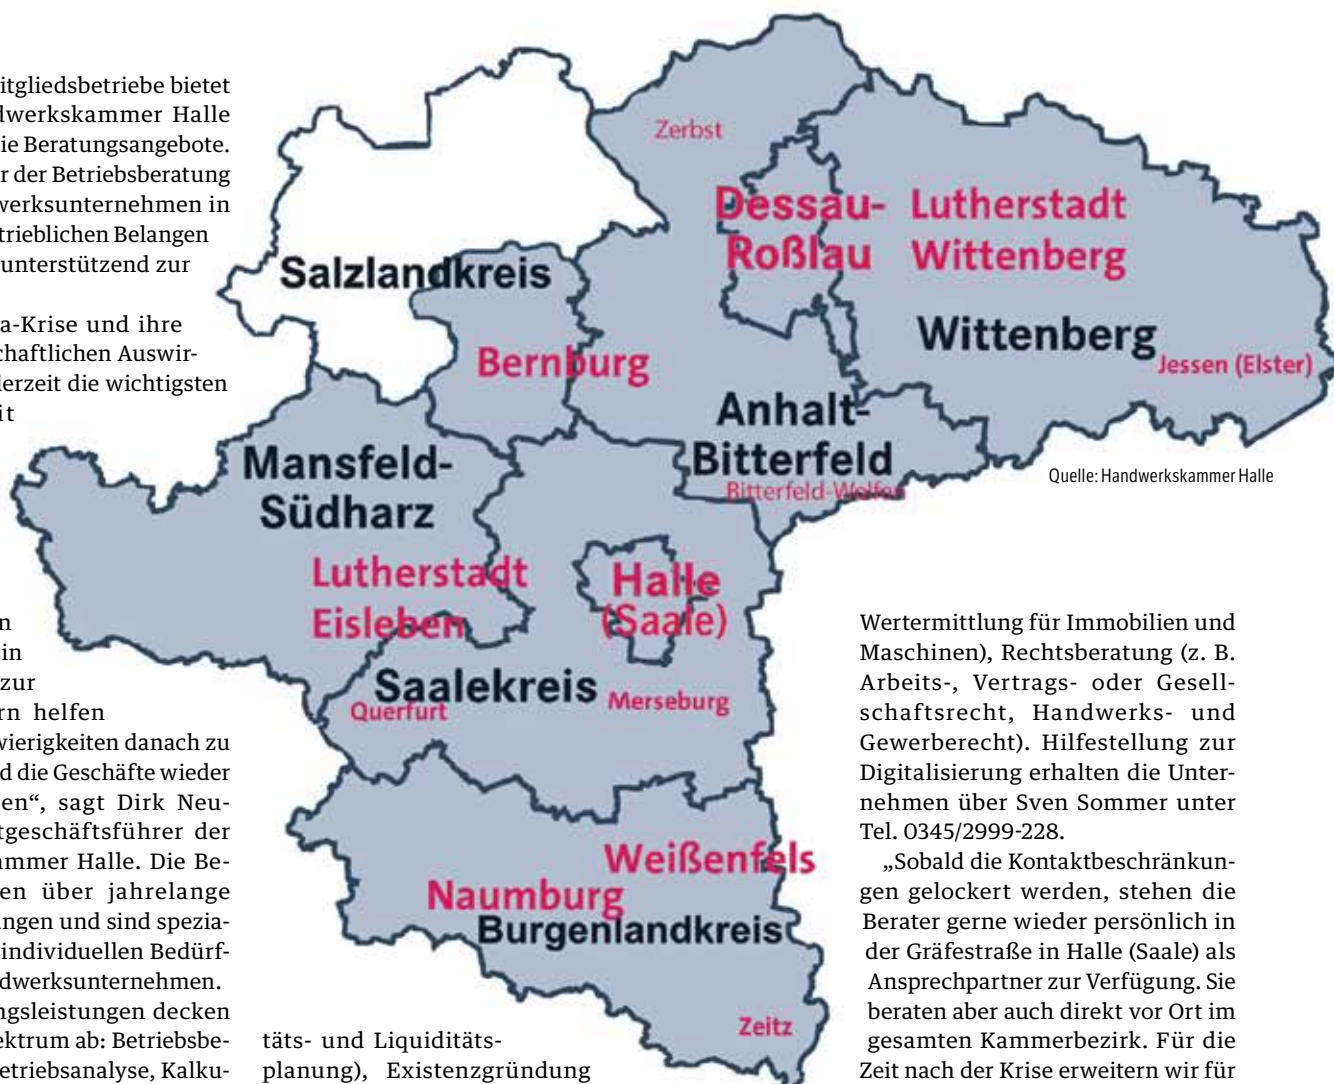 itgliedsbetriebe bietet
dwerkskammer Halle
ie Beratungsangebote.
r der Betriebsberatung
werksunternehmen in
trieblichen Belangen
unterstützend zur
a-Krise und ihre
chaftlichen Auswir-
derzeit die wichtigsten
it
n
in
zur
rn helfen
wierigkeiten danach zu
d die Geschäfte wieder
en“, sagt Dirk Neu-
tgeschäftsführer der
ammer Halle. Die Be-
en über jahrelange
ngen und sind spezia-
individuellen Bedürf-
dwerksunternehmen.
ngsleistungen decken
ektrum ab: Betriebsbe-
etriebsanalyse, Kalku-
täts- und Liquiditäts-
planung), Existenzgründung
Zerbst
Dessau-
Roßlau
Lutherstadt
Wittenberg
Salzlandkreis
Wittenberg
Bernburg
Jessen (Elster)
Anhalt-
Bitterfeld
Bitterfeld-Wolfen
Mansfeld-
Südharz
Lutherstadt
Eisleben
Halle
(Saale)
Saalekreis
Querfurt
Merseburg
Weißenfels
Naumburg
Burgenlandkreis
Zeitz
Quelle: Handwerkskammer Halle
Wertermittlung für Immobilien und
Maschinen), Rechtsberatung (z. B.
Arbeits-, Vertrags- oder Gesell-
schaftsrecht, Handwerks- und
Gewerberecht). Hilfestellung zur
Digitalisierung erhalten die Unter-
nehmen über Sven Sommer unter
Tel. 0345/2999-228.
„Sobald die Kontaktbeschränkun-
gen gelockert werden, stehen die
Berater gerne wieder persönlich in
der Gräfestraße in Halle (Saale) als
Ansprechpartner zur Verfügung. Sie
beraten aber auch direkt vor Ort im
gesamten Kammerbezirk. Für die
Zeit nach der Krise erweitern wir für